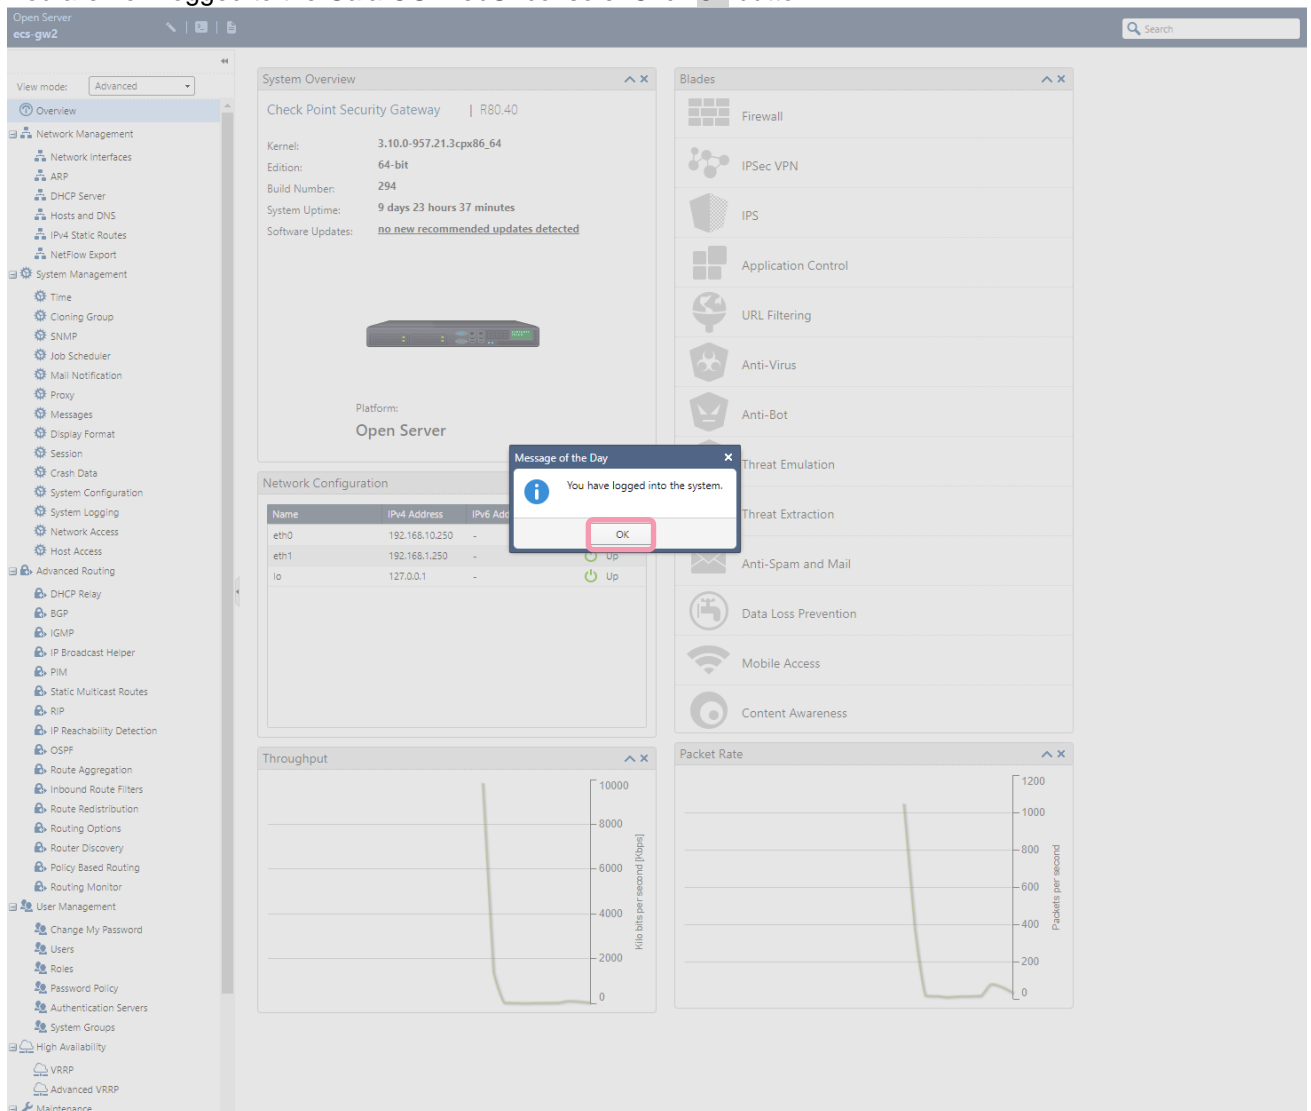 Open Server
ecs-gw2
Search
View mode: Advanced
Overview
Network Management
Network Interfaces
ARP
DHCP Server
Hosts and DNS
IPv4 Static Routes
NetFlow Export
System Management
Time
Cloning Group
SNMP
Job Scheduler
Mail Notification
Proxy
Messages
Display Format
Session
Crash Data
System Configuration
System Logging
Network Access
Host Access
Advanced Routing
DHCP Relay
BGP
IGMP
IP Broadcast Helper
PIM
Static Multicast Routes
RIP
IP Reachability Detection
OSPF
Route Aggregation
Inbound Route Filters
Route Redistribution
Routing Options
Router Discovery
Policy Based Routing
Routing Monitor
User Management
Change My Password
Users
Roles
Password Policy
Authentication Servers
System Groups
High Availability
VRRP
Advanced VRRP
Maintenance
System Overview
Check Point Security Gateway | R80.40
Kernel: 3.10.0-957.21.3cpx86_64
Edition: 64-bit
Build Number: 294
System Uptime: 9 days 23 hours 37 minutes
Software Updates: no new recommended updates detected
Platform:
Open Server
Network Configuration
Name IPv4 Address IPv6 Add
eth0 192.168.10.250 -
eth1 192.168.1.250 - Up
lo 127.0.0.1 - Up
Message of the Day
You have logged into the system.
OK
Blades
Firewall
IPSec VPN
IPS
Application Control
URL Filtering
Anti-Virus
Anti-Bot
Threat Emulation
Threat Extraction
Anti-Spam and Mail
Data Loss Prevention
Mobile Access
Content Awareness
Throughput
10000
8000
6000
4000
2000
0
Kilo bits per second [Kbps]
Packet Rate
1200
1000
800
600
400
200
0
Packets per second